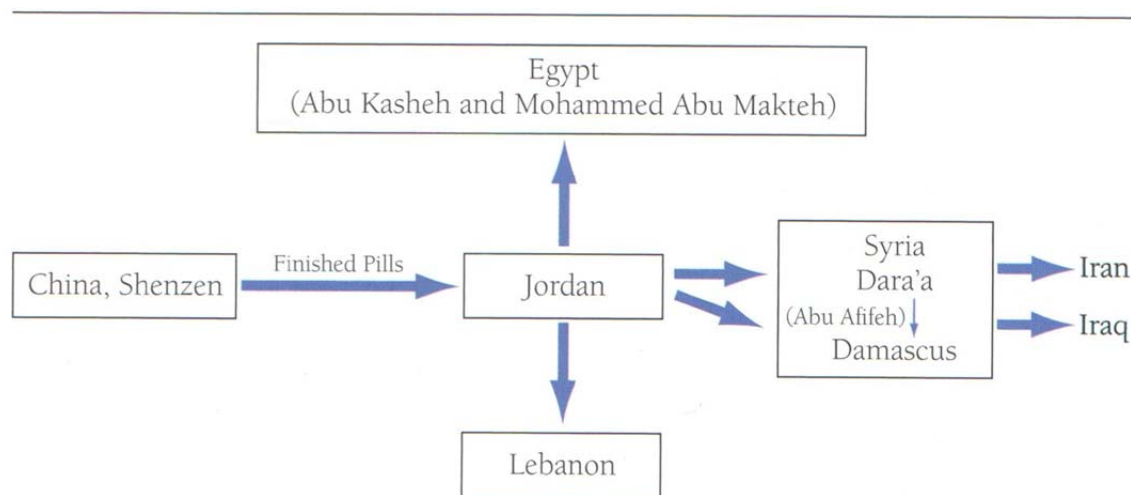 Egypt
(Abu Kasheh and Mohammed Abu Makteh)
China, Shenzen
Finished Pills
Jordan
Syria
Dara'a
(Abu Afifeh)
Damascus
Iran
Iraq
Lebanon